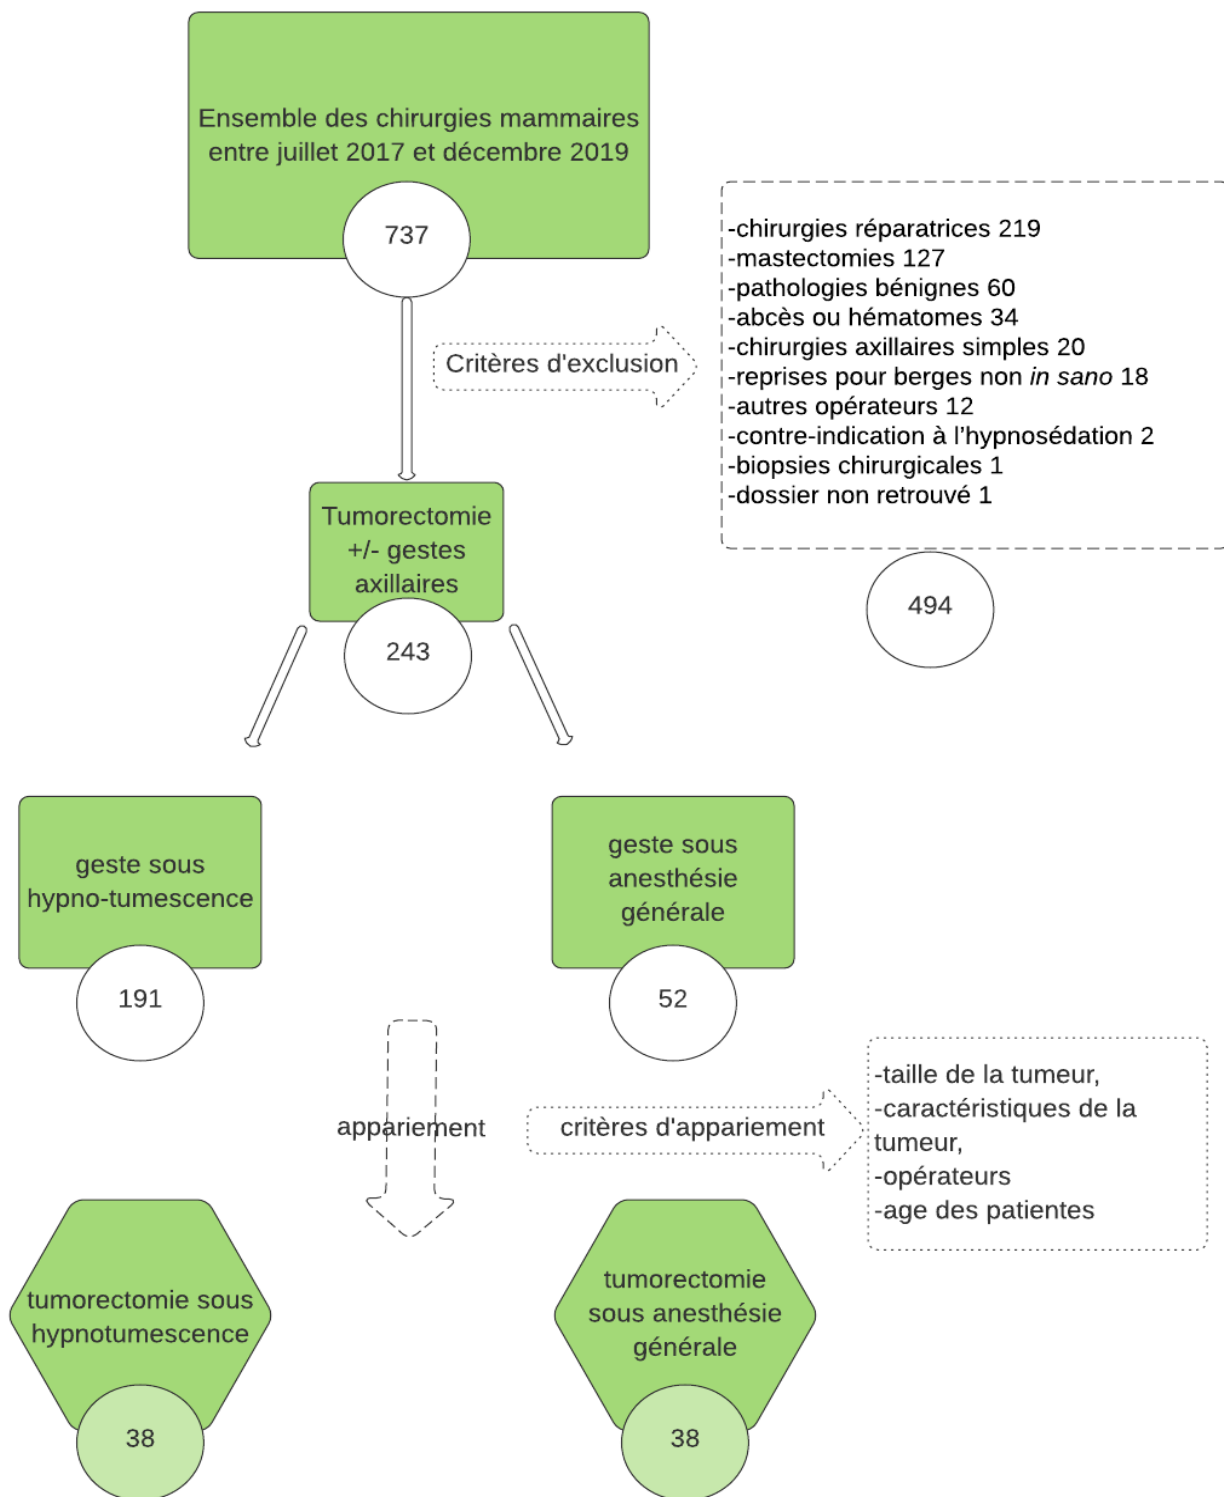 Ensemble des chirurgies mammaires
entre juillet 2017 et décembre 2019
737
Critères d'exclusion
-chirurgies réparatrices 219
-mastectomies 127
-pathologies bénignes 60
-abcès ou hématomes 34
-chirurgies axillaires simples 20
-reprises pour berges non in sano 18
-autres opérateurs 12
-contre-indication à l’hypnosédation 2
-biopsies chirurgicales 1
-dossier non retrouvé 1
494
Tumorectomie
+/- gestes
axillaires
243
geste sous
hypno-tumescence
191
geste sous
anesthésie
générale
52
appariement
critères d'appariement
-taille de la tumeur,
-caractéristiques de la
tumeur,
-opérateurs
-age des patientes
tumorectomie sous
hypnotumescence
38
tumorectomie
sous anesthésie
générale
38